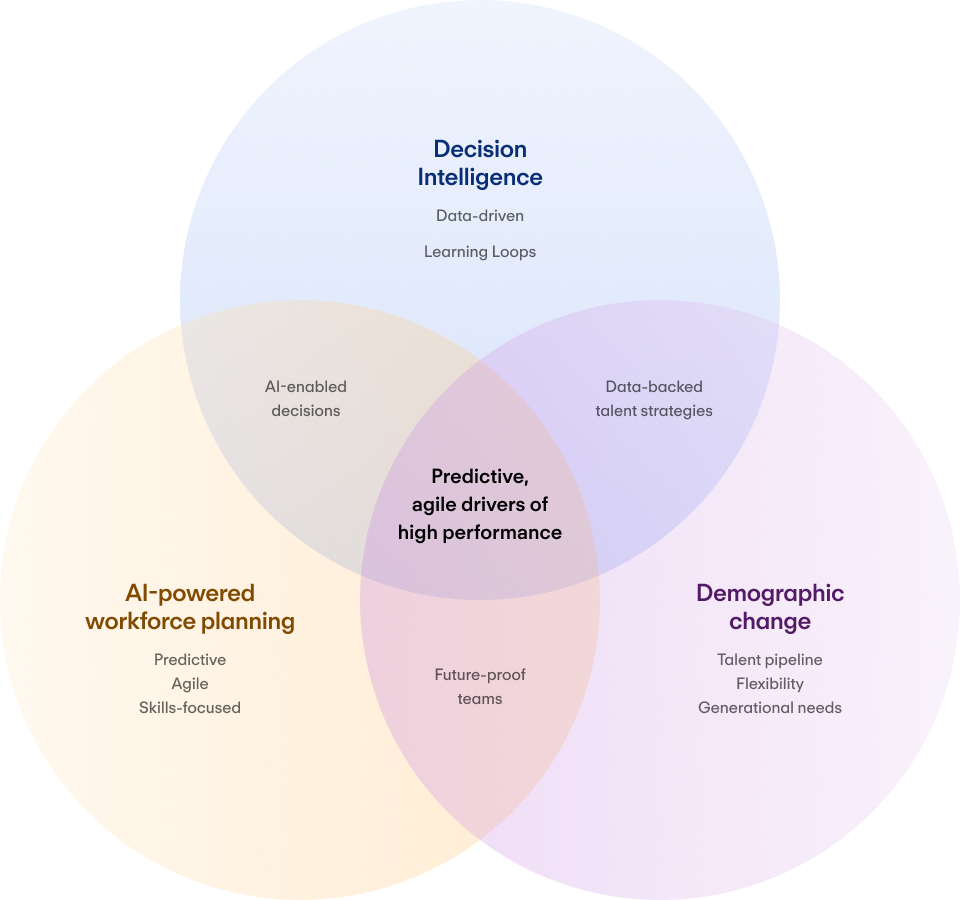 Decision
Intelligence
Data-driven
Learning Loops
AI-enabled
decisions
Data-backed
talent strategies
Predictive,
agile drivers of
high performance
AI-powered
workforce planning
Predictive
Agile
Skills-focused
Demographic
change
Talent pipeline
Flexibility
Generational needs
Future-proof
teams